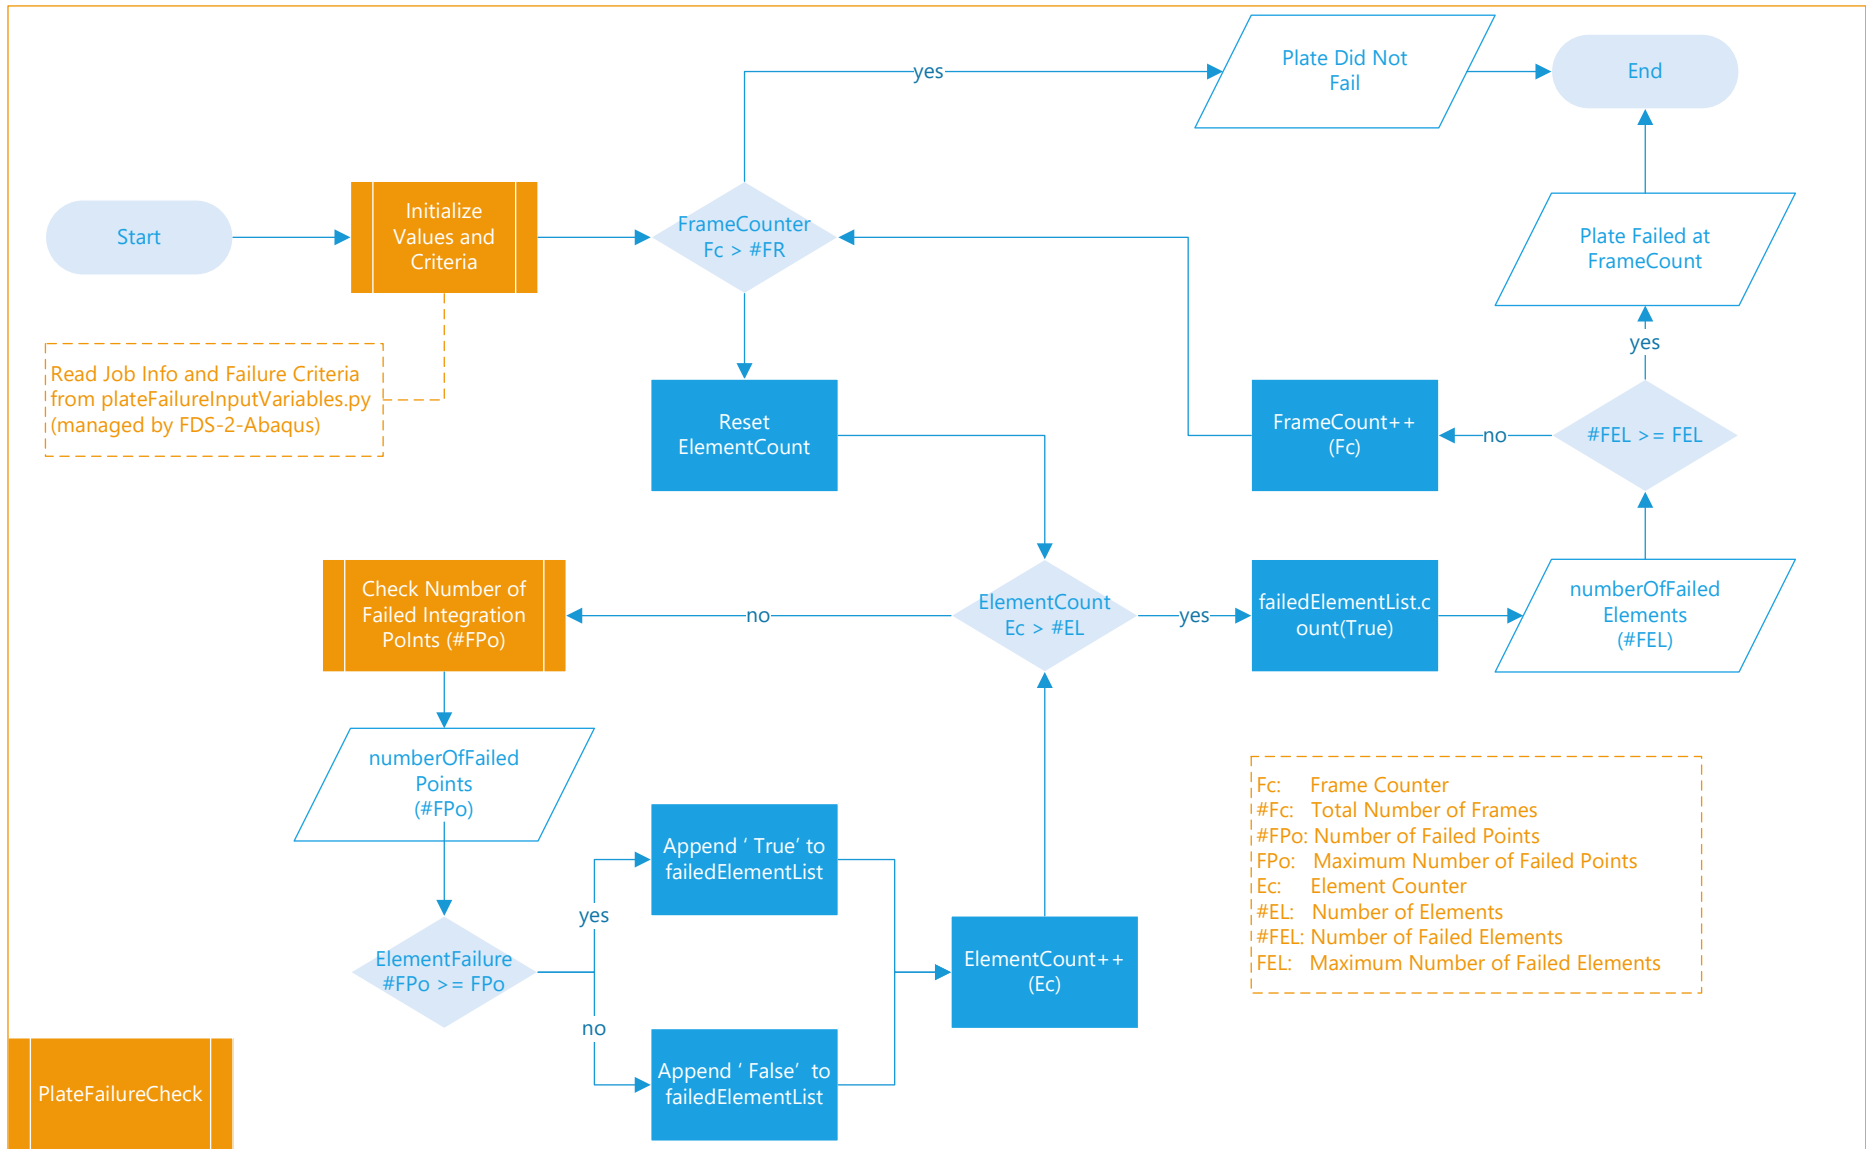 yes
Plate Did Not
Fail
End
Start
Initialize
Values and
Criteria
FrameCounter
Fc > #FR
Plate Failed at
FrameCount
yes
Read Job Info and Failure Criteria
from plateFailureInputVariables.py
(managed by FDS-2-Abaqus)
Reset
ElementCount
FrameCount++
(Fc)
no
#FEL >= FEL
Check Number of
Failed Integration
PoInts (#FPo)
no
ElementCount
Ec > #EL
yes
failedElementList.c
ount(True)
numberOfFailed
Elements
(#FEL)
numberOfFailed
Points
(#FPo)
Append ‘ True’ to
failedElementList
yes
ElementFailure
#FPo >= FPo
no
Append ‘ False’ to
failedElementList
ElementCount++
(Ec)
Fc: Frame Counter
#Fc: Total Number of Frames
#FPo: Number of Failed Points
FPo: Maximum Number of Failed Points
Ec: Element Counter
#EL: Number of Elements
#FEL: Number of Failed Elements
FEL: Maximum Number of Failed Elements
PlateFailureCheck